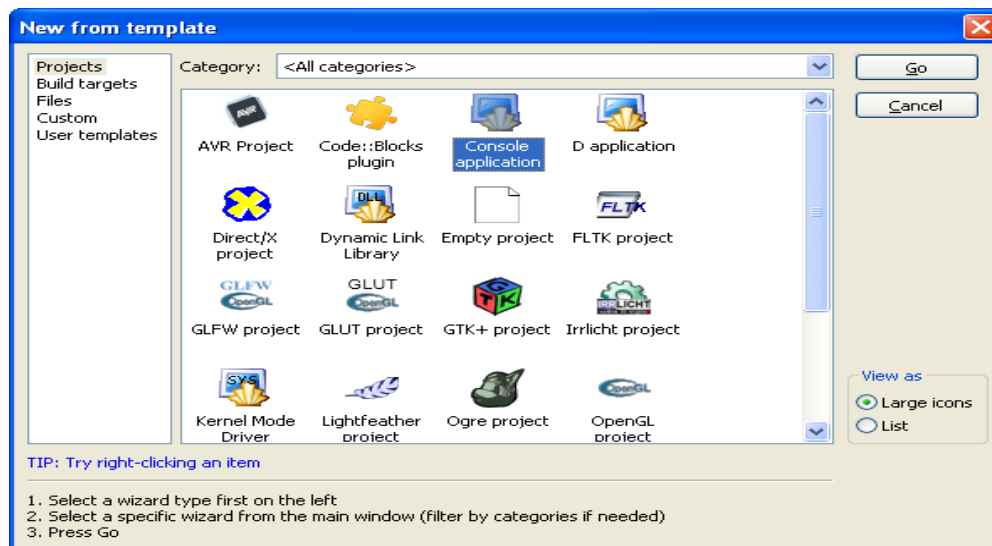 New from template
Projects
Build targets
Files
Custom
User templates
Category: <All categories>
Go
Cancel
AVR
AVR Project
Code::Blocks
plugin
Console
application
D application
Direct/X
project
DLL
Dynamic Link
Library
Empty project
FLTK
FLTK project
GLFW
OpenGL
GLFW project
GLUT
OpenGL
GLUT project
GTK
GTK+ project
IRRLICHT
Irrlicht project
SYS
Kernel Mode
Driver
Lightfeather
project
Ogre project
OpenGL
OpenGL
project
View as
Large icons
List
TIP: Try right-clicking an item
1. Select a wizard type first on the left
2. Select a specific wizard from the main window (filter by categories if needed)
3. Press Go